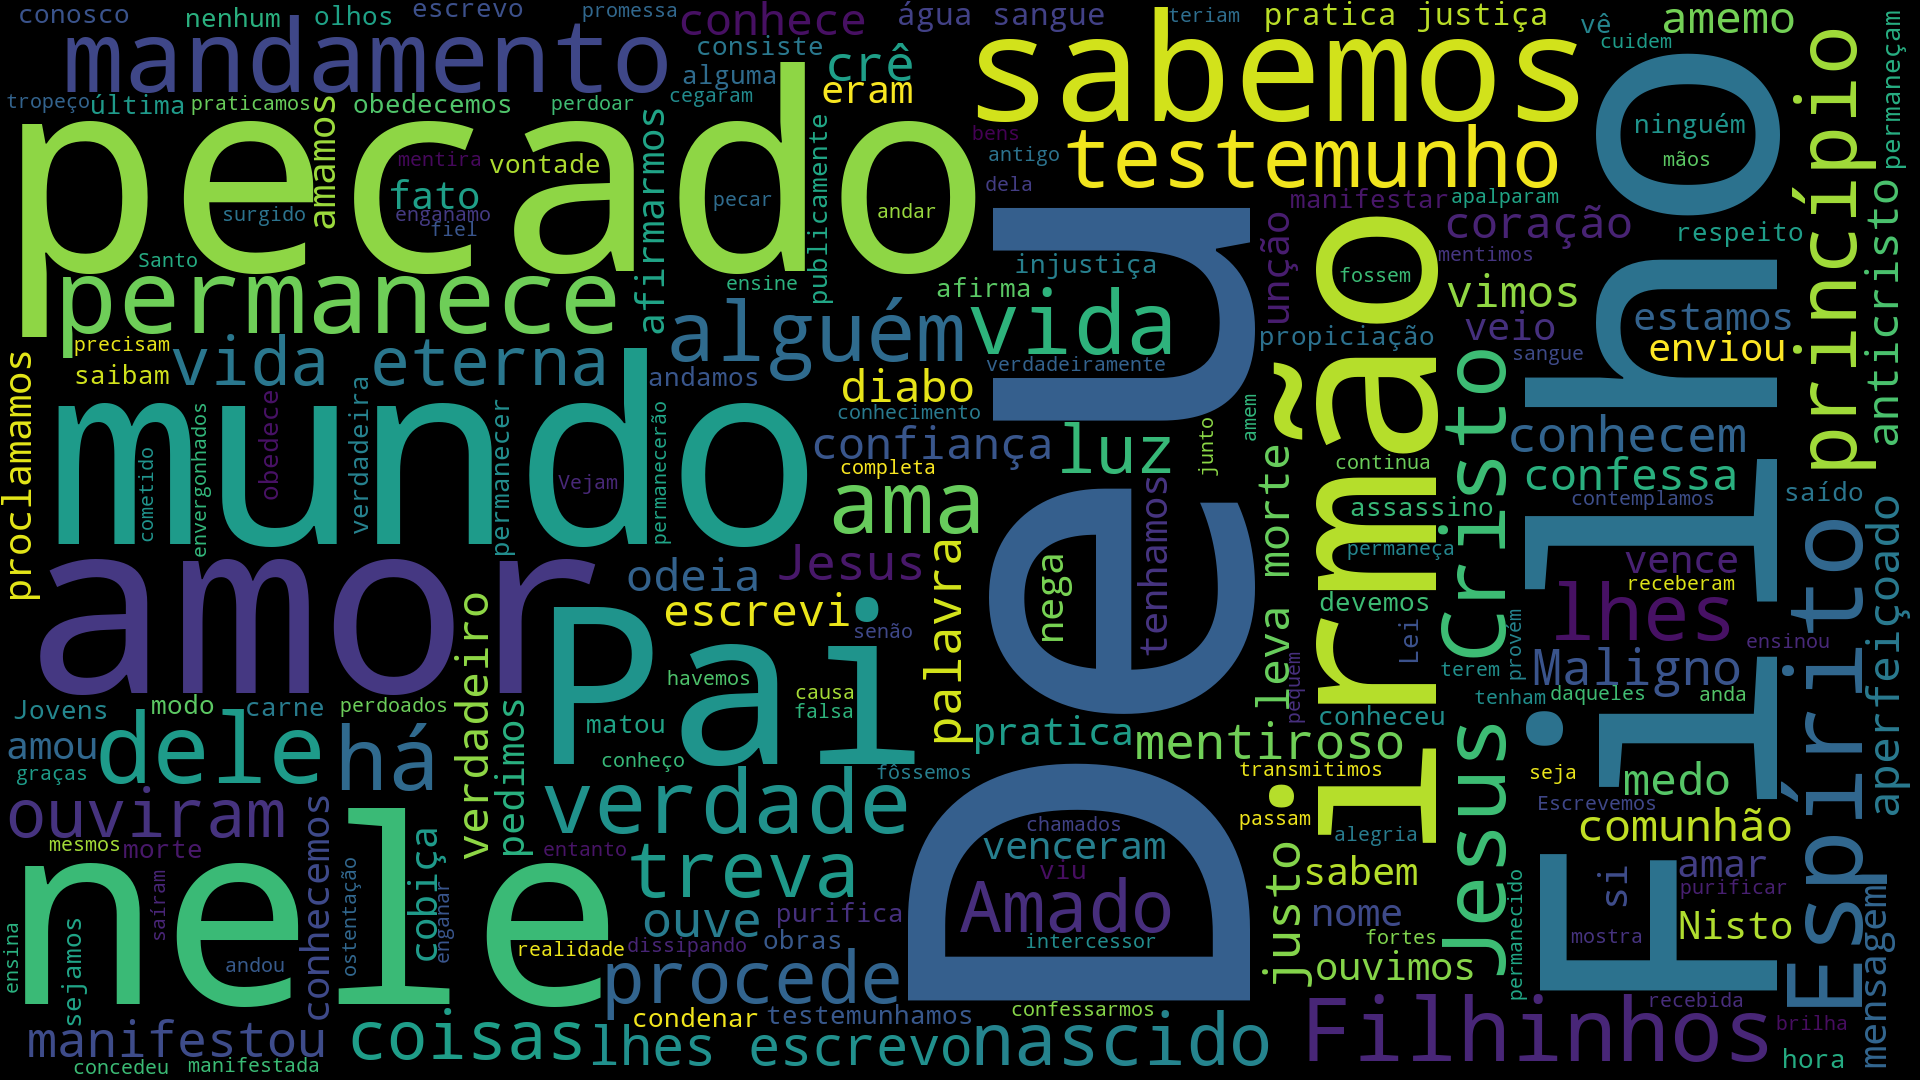 conosco
nenhum
olhos
escrevo
promessa
conhece
água sangue
teriam
pratica justiça
vê
amemo
mandamento
consiste
crê
sabemos
cuidem
princípio
permaneçam
alguma
cegaram
eram
tropeço
última
praticamos
obedecemos
perdoar
pecado
amamos
mentira
vontade
fato
enganamo
fiel
surgido
afirmarmos
publicamente
pecar
andar
bens
antigo
dela
testemunho
ninguém
mãos
manifestar
apalparam
coração
mentimos
respeito
anticristo
Santo
permanece
ensine
afirma
injustiça
unção
fossem
vimos
precisam
saibam
vida eterna
alguém
vida
verdadeiramente
propiciação
veio
sangue
estamos
enviou
andamos
diabo
conhecimento
Deu
irmão
Filho
proclamamos
mundo
cometido
envergonhados
obedece
verdadeira
permanecer
permanecerão
Vejam
confiança
completa
luz
junto
amem
continua
Jesus Cristo
conhecem
confessa
contemplamos
saído
ama
assassino
permaneça
leva morte
amor
odeia
Jesus
escrevi
senão
palavra
nega
tenhamos
devemos
Lei
pequem
terem
provém
vence
receberam
lhes
ensinou
Maligno
daqueles
tenham
anda
Espírito
aperfeiçoado
Jovens
modo
carne
perdoados
verdadeiro
pedimos
Pai
havemos
causa
falsa
matou
conheço
pratica
mentiroso
conheceu
amou
graças
dele
há
fôssemos
transmitimos
seja
medo
ouviram
verdade
passam
alegria
Escrevemos
comunhão
mesmos
morte
conhecemos
cobiça
entanto
treva
chamados
venceram
viu
Amado
intercessor
justo
sabem
nome
fortes
ouvimos
si
mostra
amar
purificar
Nisto
nele
ensina
sejamos
saíram
andou
ostentação
enganar
realidade
ouve
purifica
dissipando
obras
procede
permanecido
recebida
mensagem
condenar
testemunhamos
confessarmos
manifestou
concedeu
manifestada
coisas
lhes escrevo
nascido
Filhinhos
brilha
hora